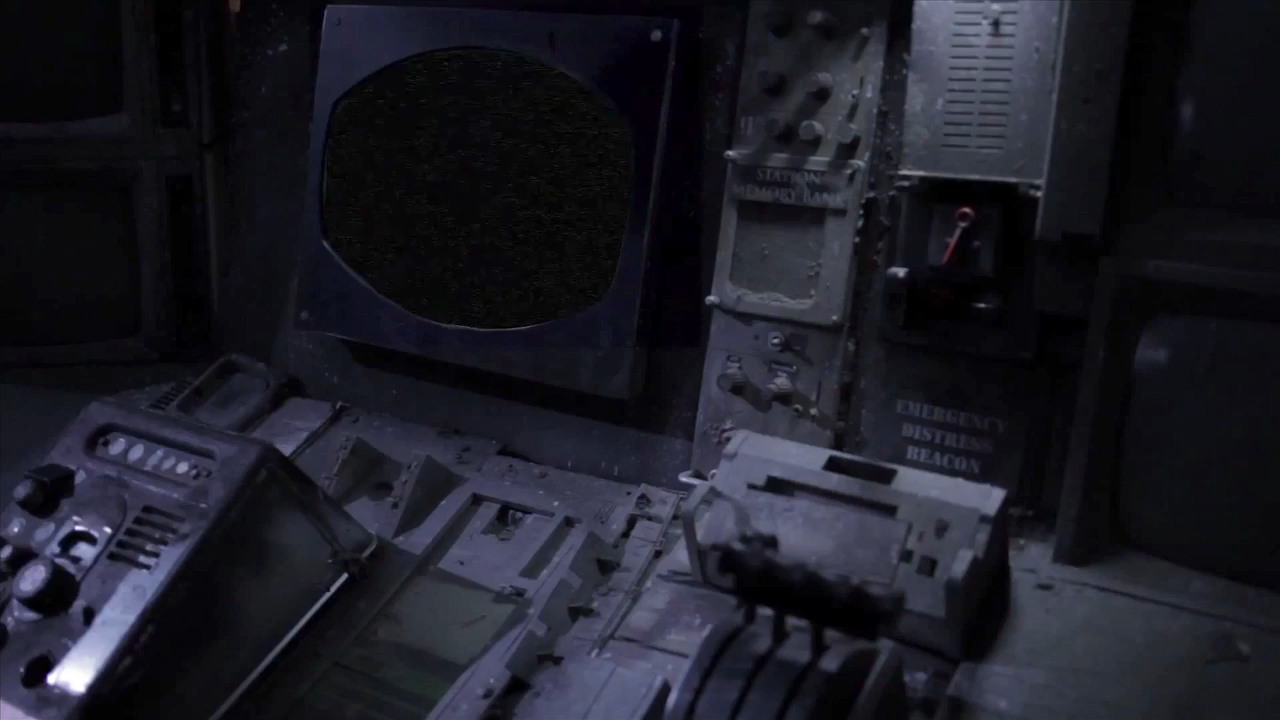 STATION
MEMORY BANK
EMERGENCY
DISTRESS
BEACON